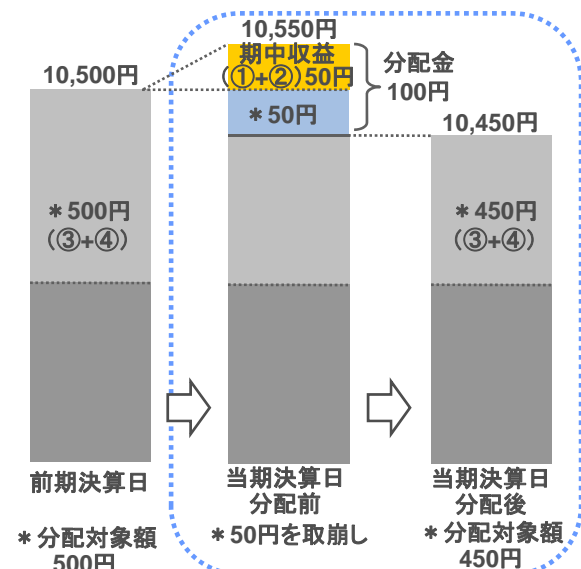 10,550円
期中収益
（①+②）50円
分配金
100円
10,500円
＊50円
10,450円
＊500円
（③+④）
＊450円
（③+④）
前期決算日
当期決算日
分配前
当期決算日
分配後
＊分配対象額
500円
＊50円を取崩し
＊分配対象額
450円